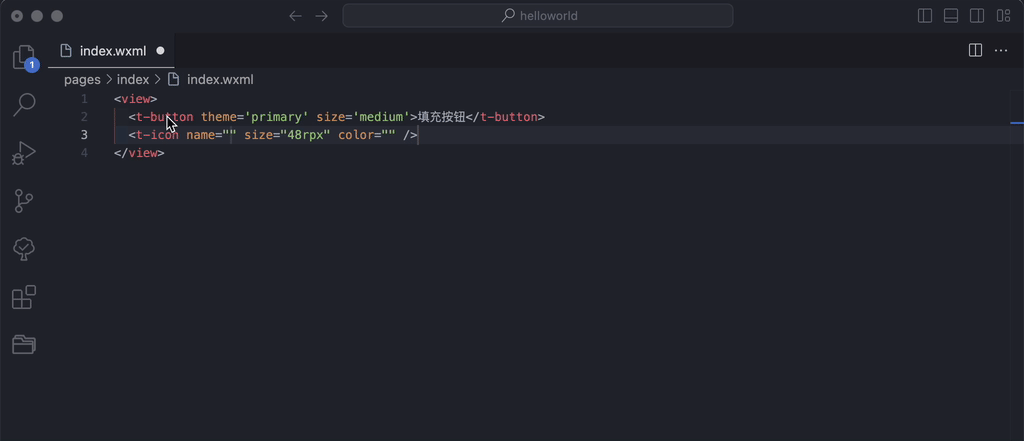 helloworld
index.wxml
1
pages > index > index.wxml
1 <view>
2 <t-button theme='primary' size='medium'>填充按钮</t-button>
3 <t-icon name="" size="48rpx" color="" />
4 </view>